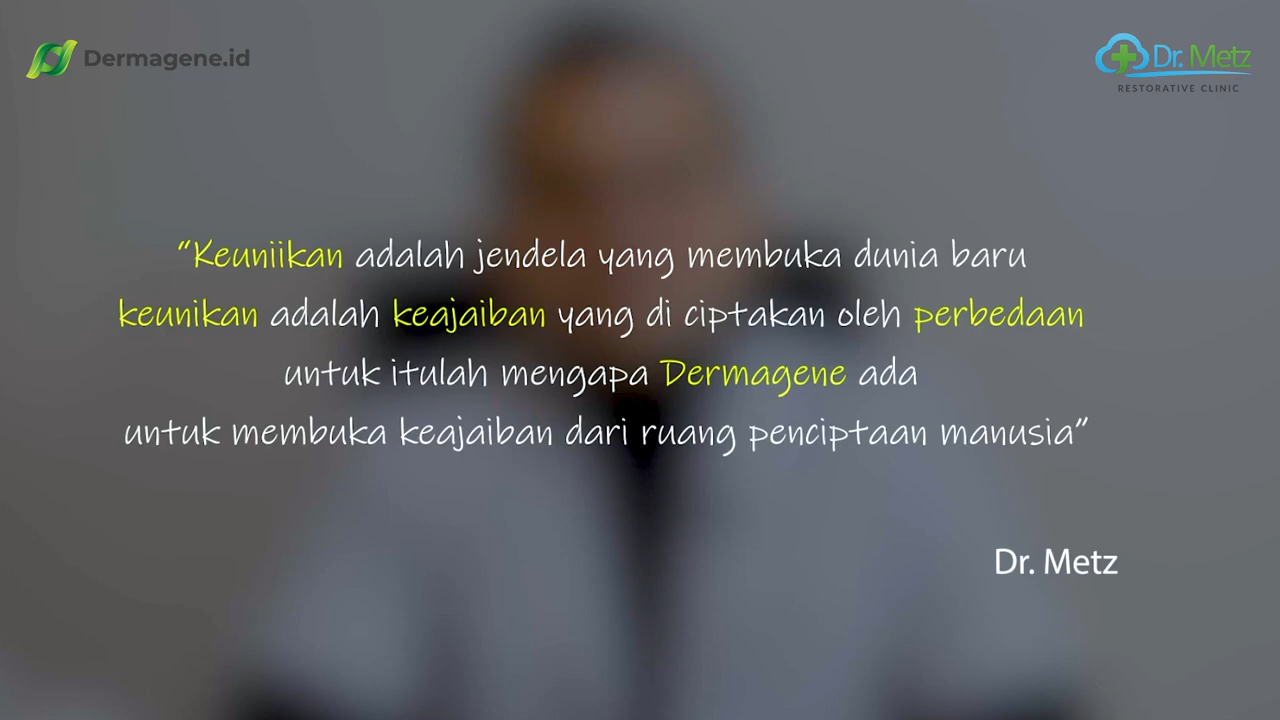 Dermagene.id
Dr. Metz
RESTORATIVE CLINIC
“Keuniikan adalah jendela yang membuka dunia baru
keunikan adalah keajaiban yang di ciptakan oleh perbedaan
untuk itulah mengapa Dermagene ada
untuk membuka keajaiban dari ruang penciptaan manusia”
Dr. Metz